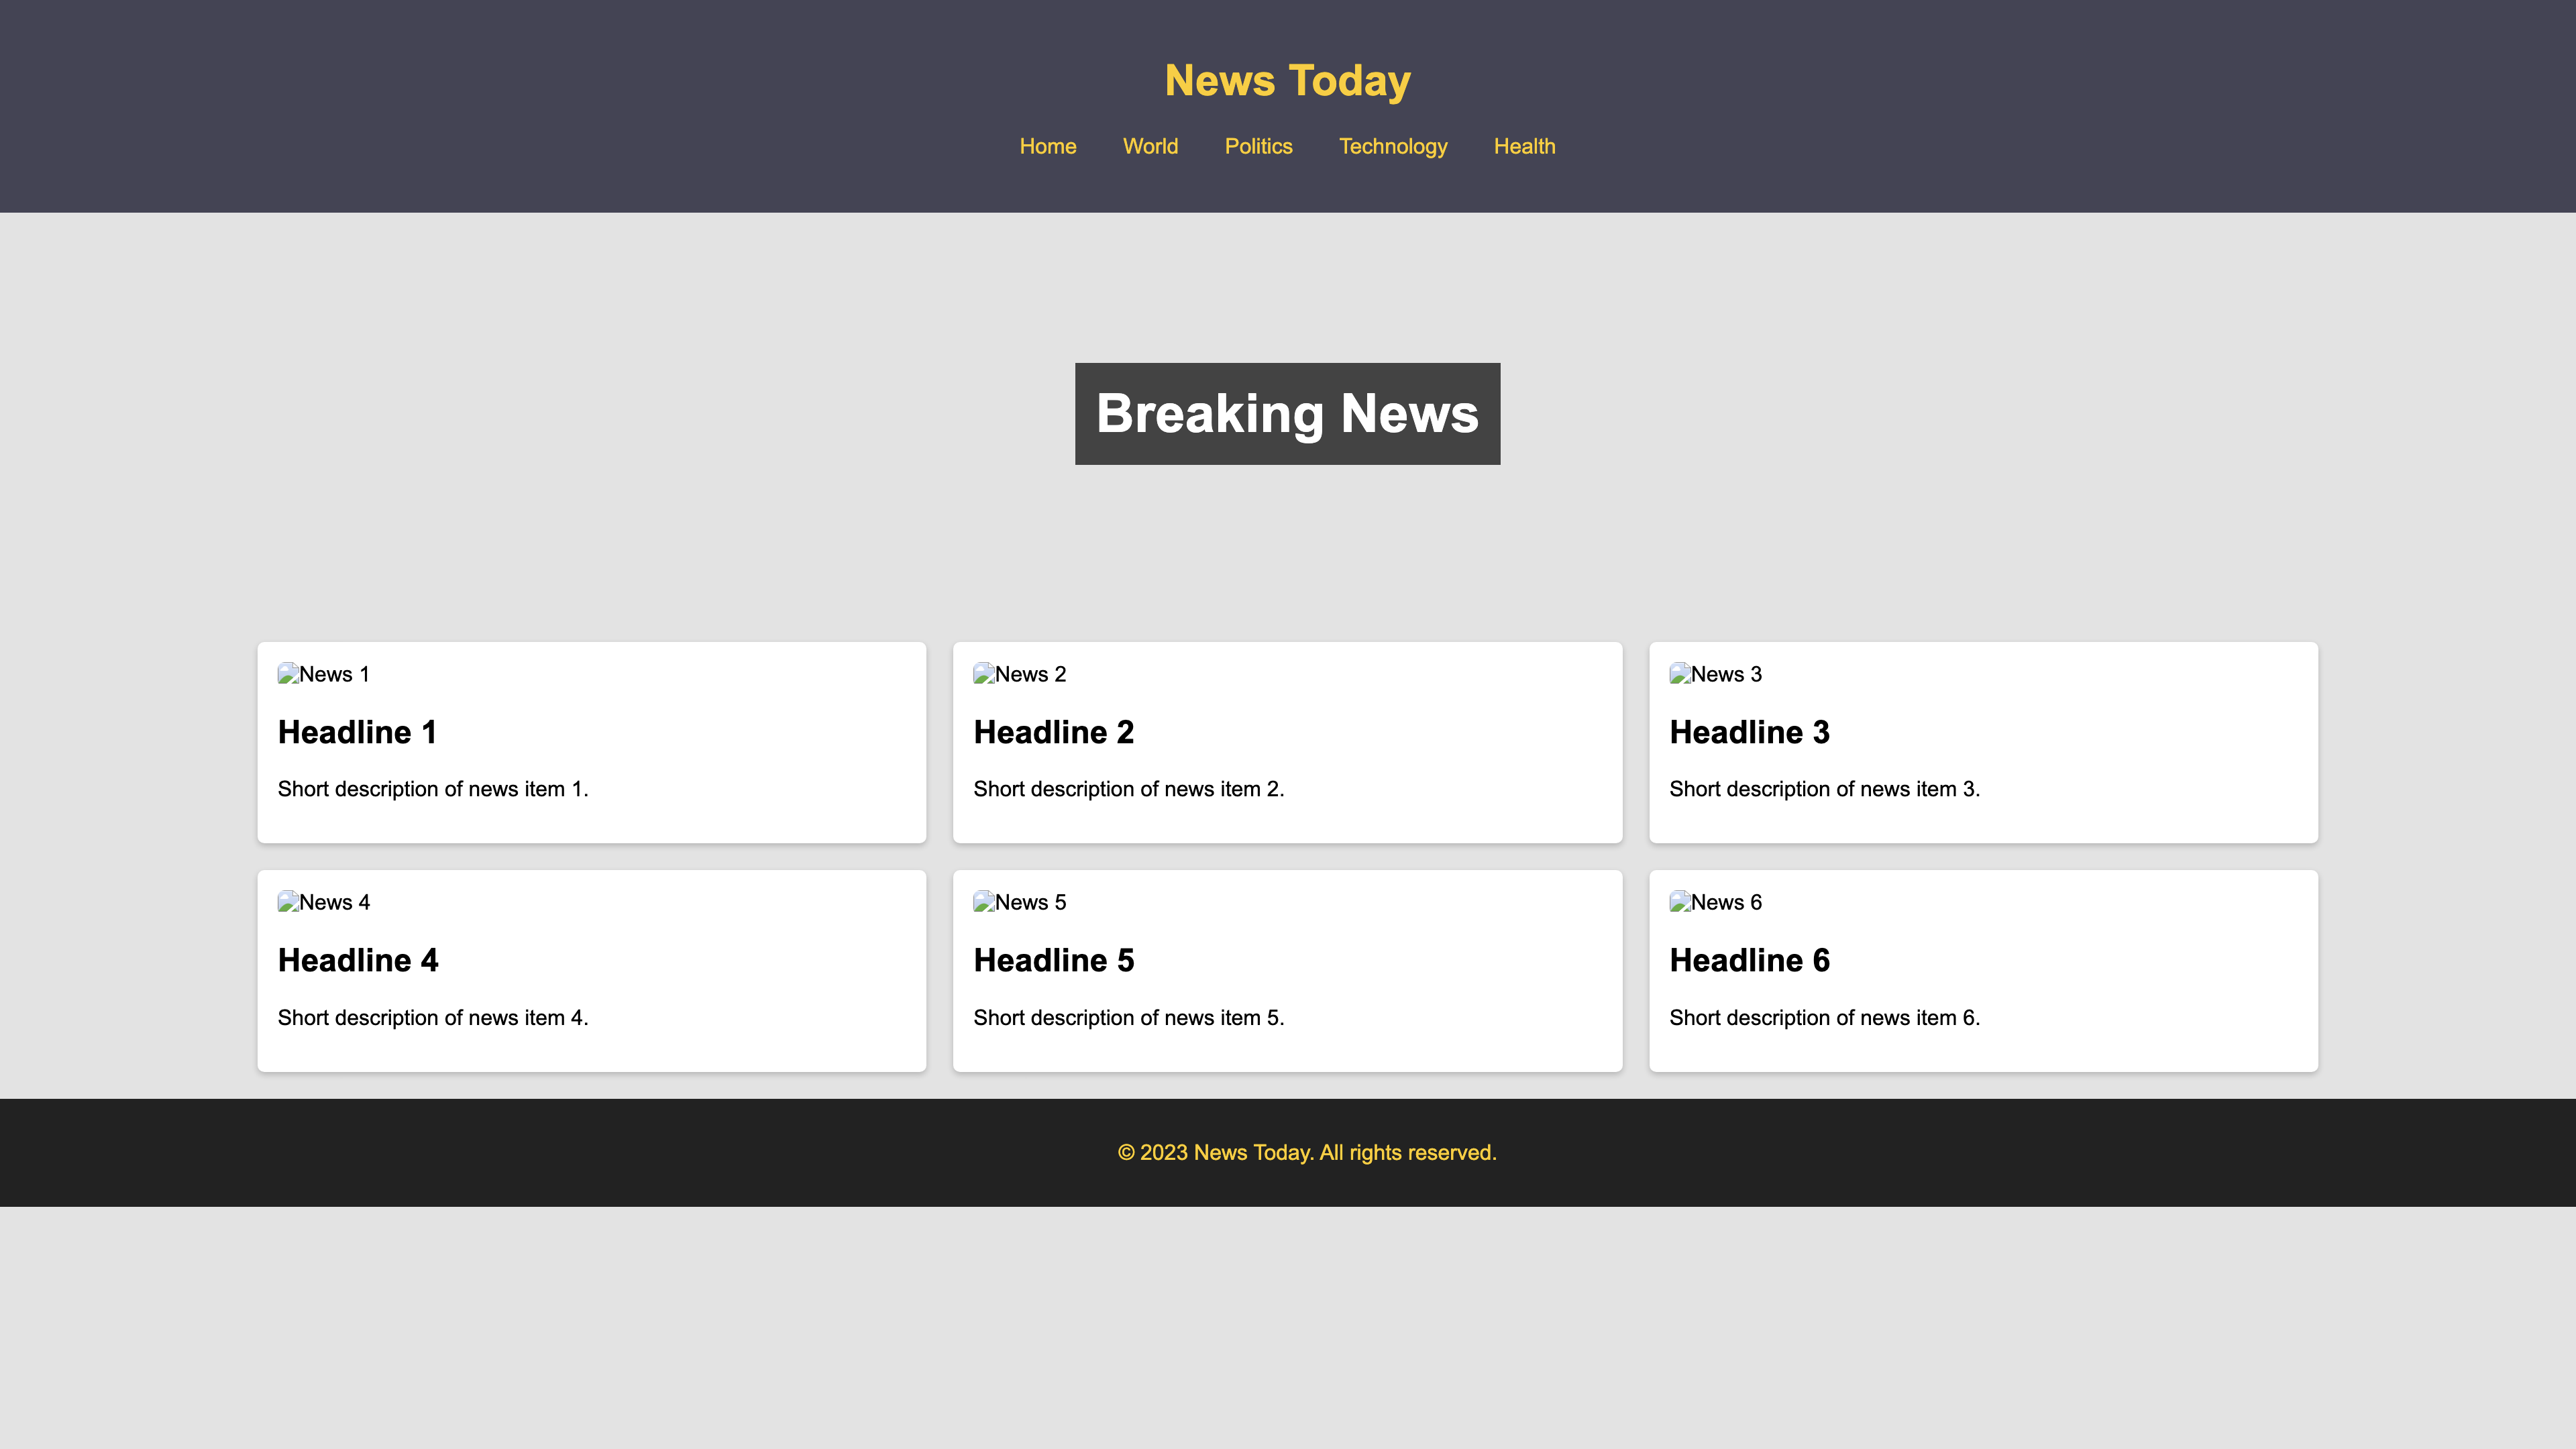 News Today
Home World Politics Technology Health
Breaking News
News 1
Headline 1
Short description of news item 1.
News 2
Headline 2
Short description of news item 2.
News 3
Headline 3
Short description of news item 3.
News 4
Headline 4
Short description of news item 4.
News 5
Headline 5
Short description of news item 5.
News 6
Headline 6
Short description of news item 6.
© 2023 News Today. All rights reserved.